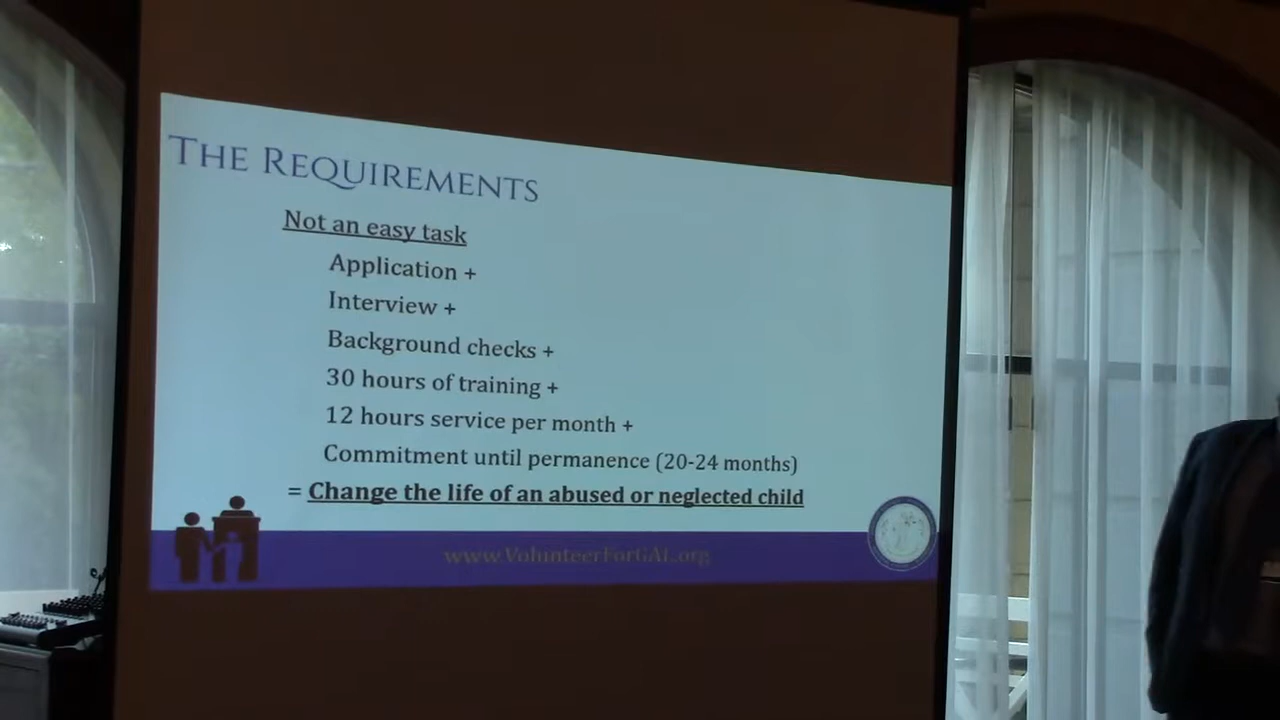 THE REQUIREMENTS
Not an easy task
Application +
Interview +
Background checks +
30 hours of training +
12 hours service per month +
Commitment until permanence (20-24 months)
= Change the life of an abused or neglected child
www.VolunteerForGAL.org